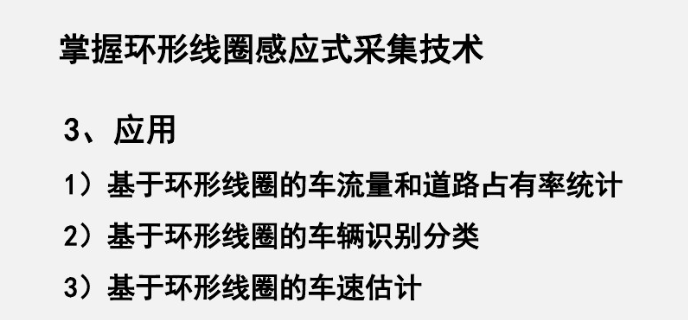 掌握环形线圈感应式采集技术
3、应用
1）基于环形线圈的车流量和道路占有率统计
2）基于环形线圈的车辆识别分类
3）基于环形线圈的车速估计